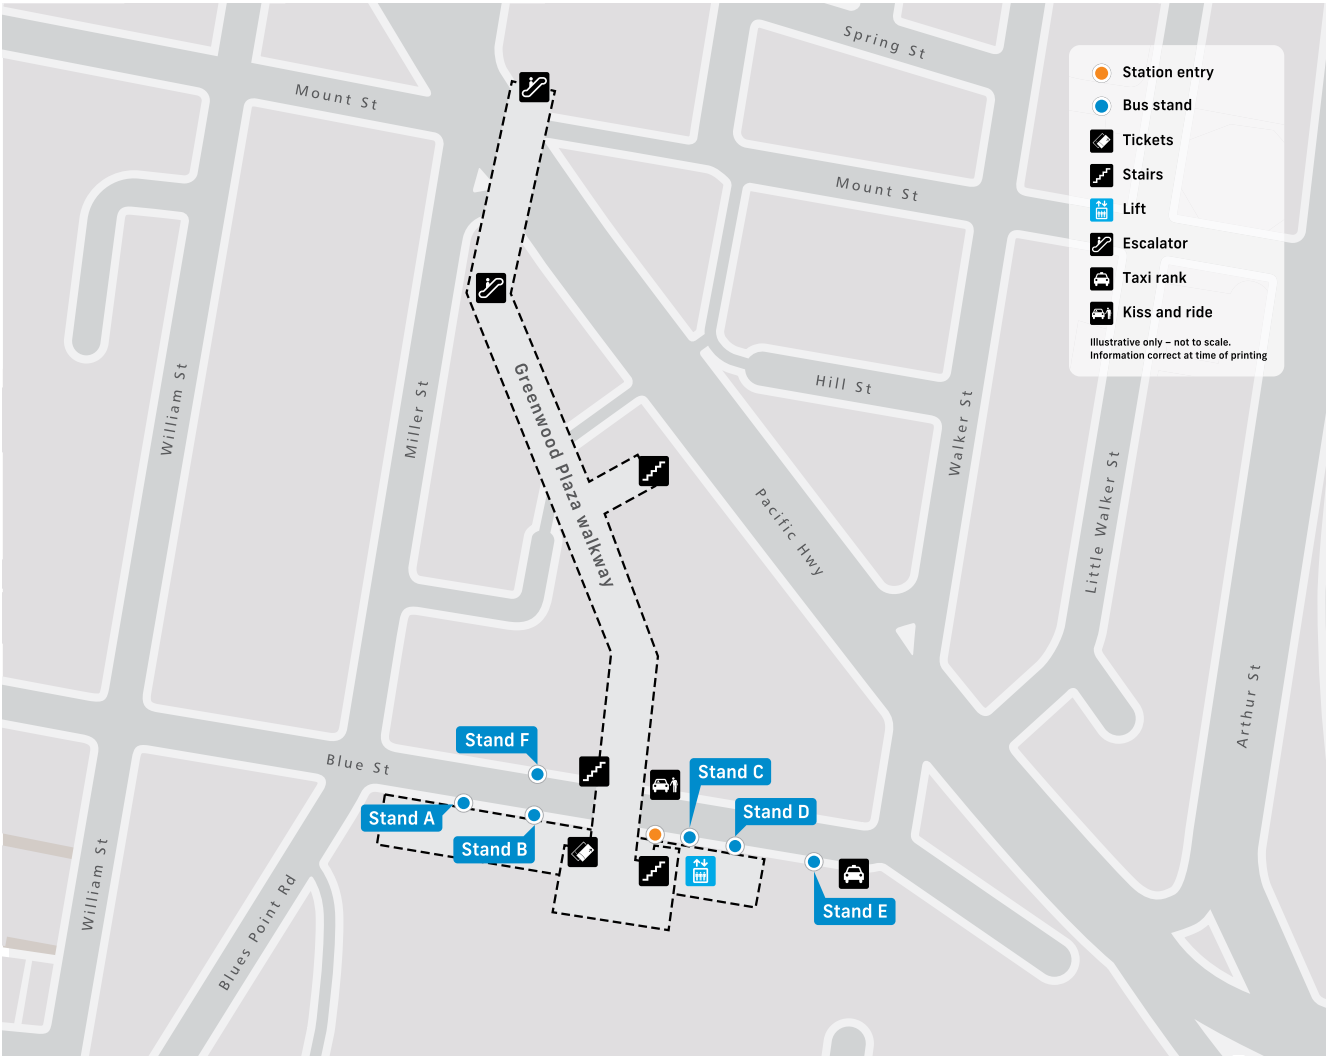 Spring St
Station entry
Bus stand
Tickets
Stairs
Lift
Escalator
Taxi rank
Kiss and ride
Illustrative only – not to scale.
Information correct at time of printing
Mount St
Mount St
Hill St
William St
Miller St
Greenwood Plaza walkway
Walker St
Little Walker St
Pacific Hwy
Arthur St
Stand F
Blue St
Stand C
Stand A
Stand D
Stand B
Stand E
William St
Blues Point Rd